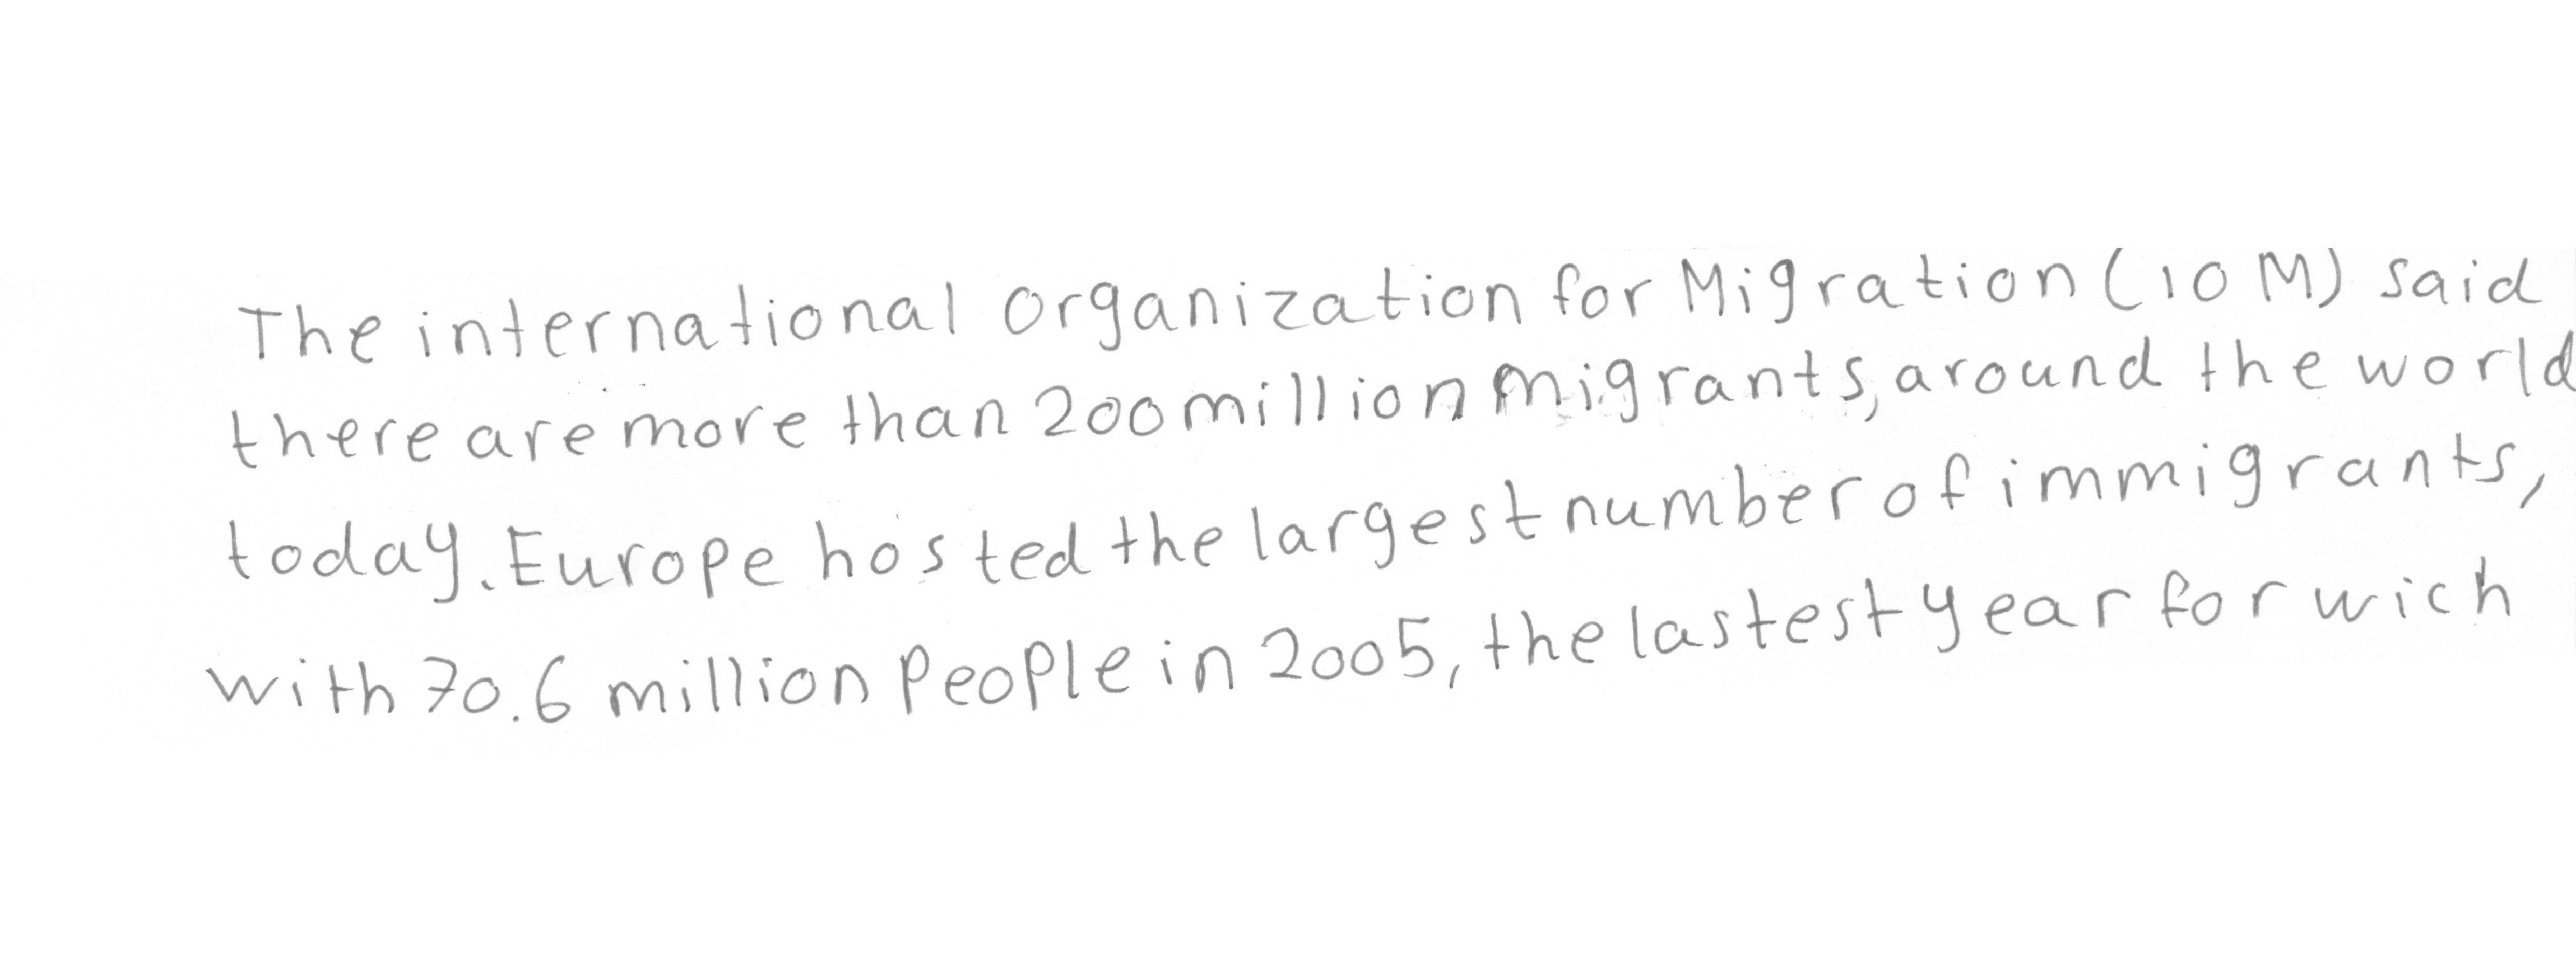 The international organization for Migration (IOM) said
there are more than 200 million migrants, around the world
today. Europe hosted the largest number of immigrants,
with 70.6 million people in 2005, the lastest year for wich